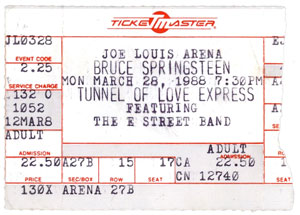 TICKETMASTER
JL0328
EVENT CODE
2.25
SERVICE CHARGE
132 0
1052
12MAR8
ADULT
ADMISSION
22.50
PRICE
JOE LOUIS ARENA
BRUCE SPRINGSTEEN
MON MARCH 28, 1988 7:30PM
TUNNEL OF LOVE EXPRESS
FEATURING
THE E STREET BAND
ADULT
ADMISSION
A27B 15 17 CA 22.50
SEC/BOX ROW SEAT
CN 12740
130X ARENA 27B